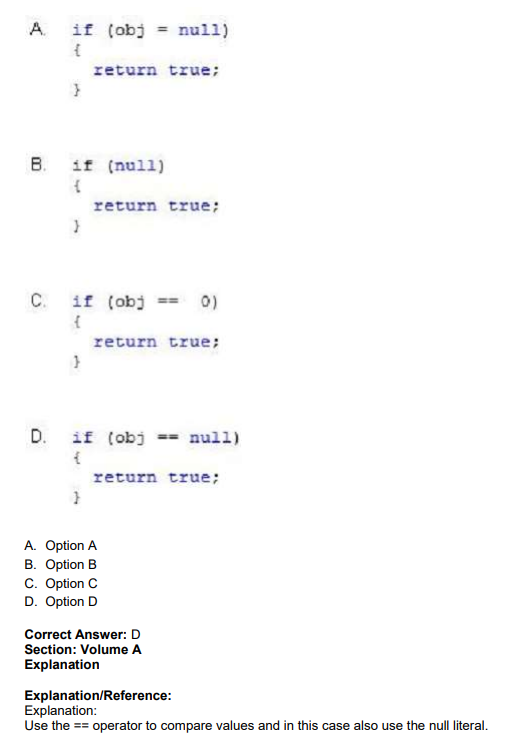 A. if (obj = null)
{
return true;
}
B. if (null)
{
return true;
}
C. if (obj == 0)
{
return true;
}
D. if (obj == null)
{
return true;
}
A. Option A
B. Option B
C. Option C
D. Option D
Correct Answer: D
Section: Volume A
Explanation
Explanation/Reference:
Explanation:
Use the == operator to compare values and in this case also use the null literal.